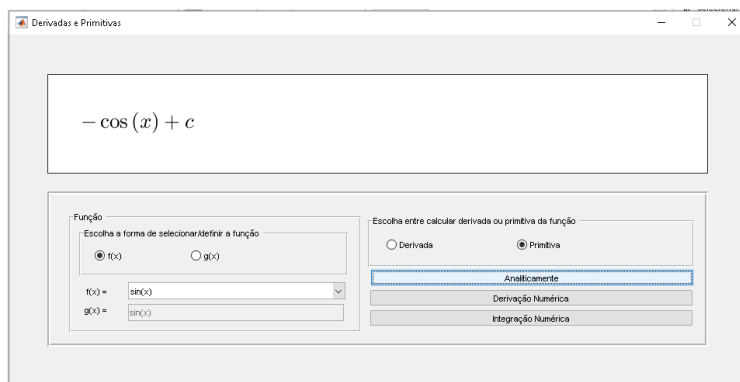 Derivadas e Primitivas
− cos (x) + c
Função
Escolha a forma de selecionar/definir a função
f(x)
g(x)
f(x) = sin(x)
g(x) = sin(x)
Escolha entre calcular derivada ou primitiva da função
Derivada
Primitiva
Analiticamente
Derivação Numérica
Integração Numérica